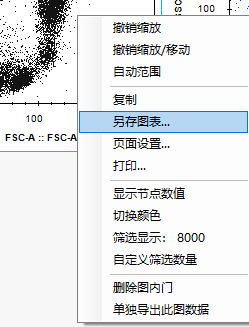 撤销缩放
撤销缩放/移动
自动范围
复制
另存图表...
页面设置...
打印...
显示节点数值
切换颜色
筛选显示： 8000
自定义筛选数量
删除图内门
单独导出此图数据
100
FSC-A :: FSC-A
100